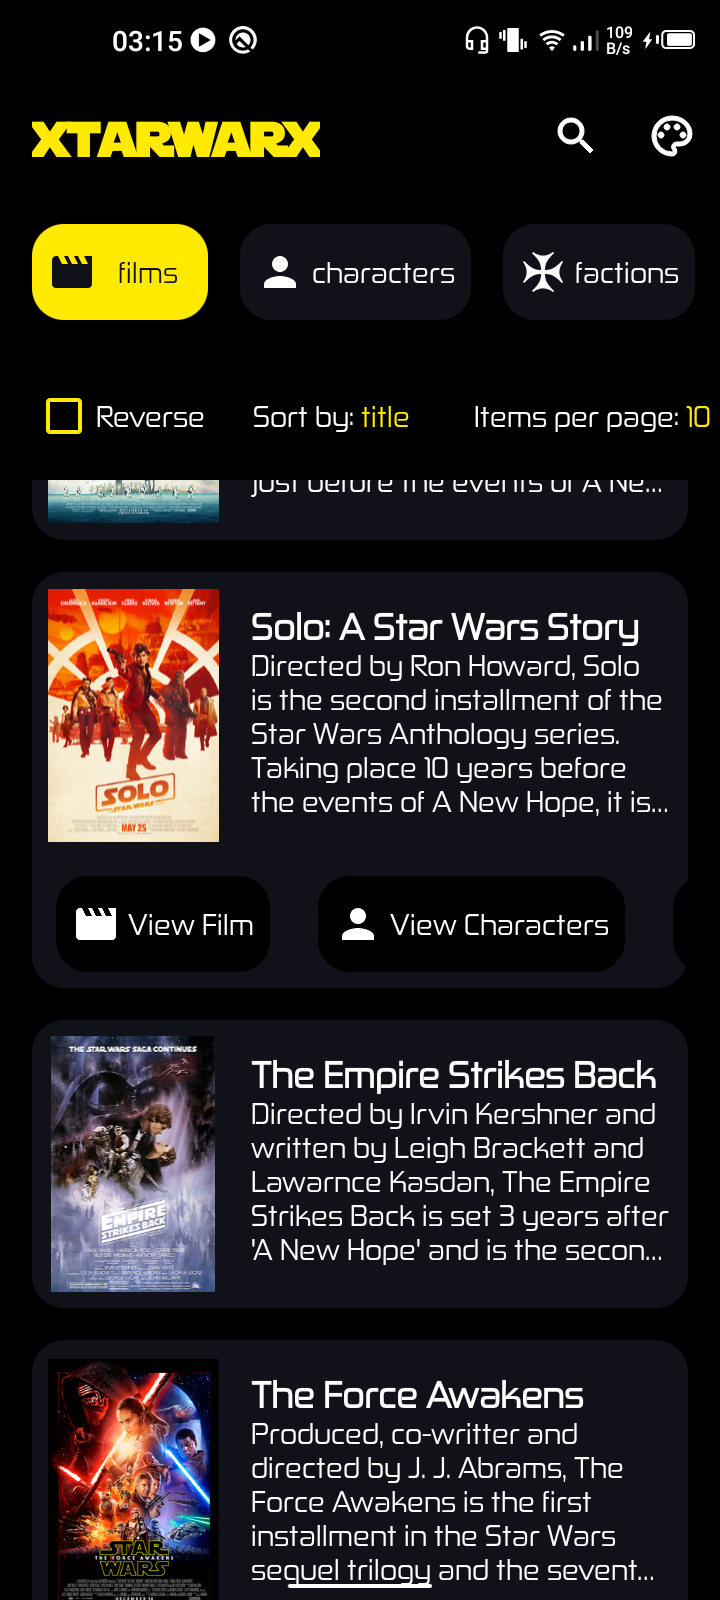 03:15
109
B/s
XTARWARX
films
characters
factions
Reverse
Sort by: title
Items per page: 10
just before the events of A Ne...
Solo: A Star Wars Story
Directed by Ron Howard, Solo
is the second installment of the
Star Wars Anthology series.
Taking place 10 years before
the events of A New Hope, it is...
SOLO
A STAR WARS STORY
MAY 25
View Film
View Characters
THE STAR WARS SAGA CONTINUES
THE
EMPIRE
STRIKES BACK
The Empire Strikes Back
Directed by Irvin Kershner and
written by Leigh Brackett and
Lawarnce Kasdan, The Empire
Strikes Back is set 3 years after
'A New Hope' and is the secon...
STAR
THE FORCE AWAKENS
WARS
The Force Awakens
Produced, co-writter and
directed by J. J. Abrams, The
Force Awakens is the first
installment in the Star Wars
sequel trilogy and the sevent...